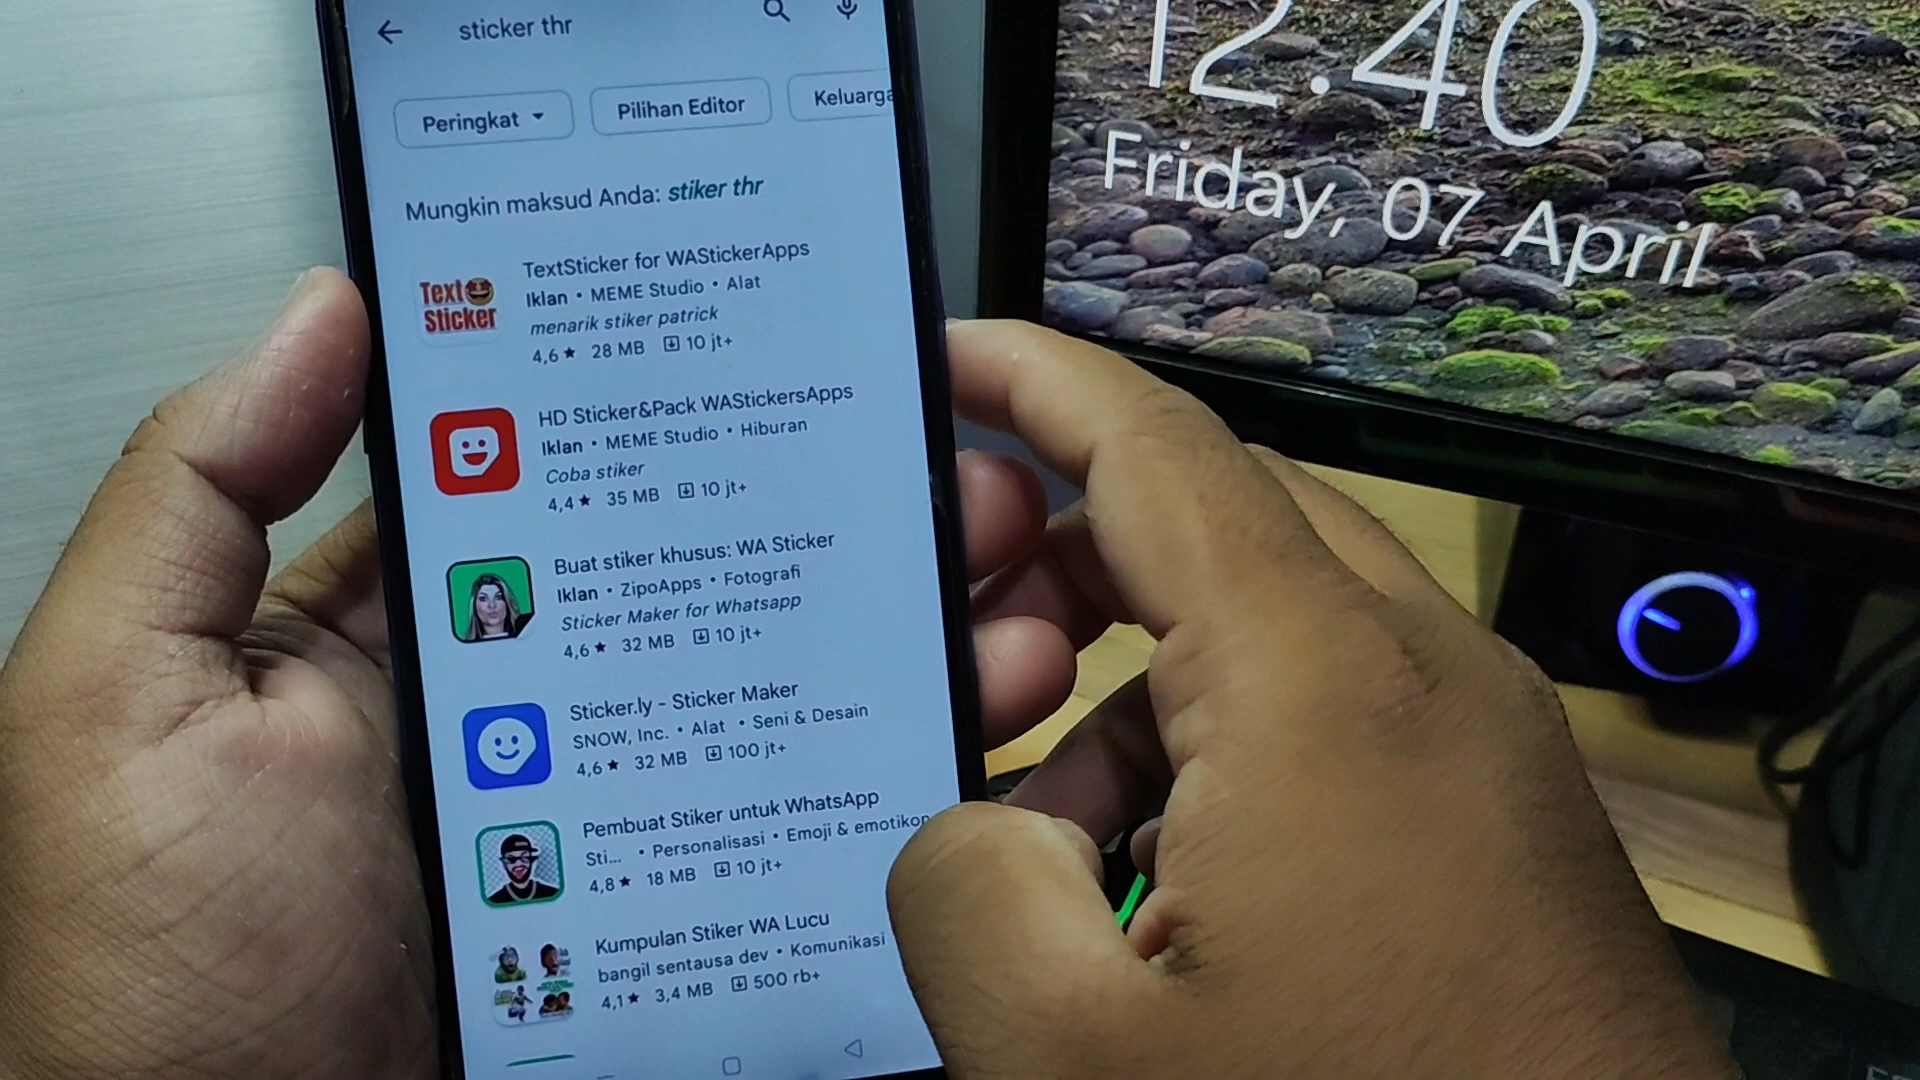 sticker thr
Peringkat
Pilihan Editor
Keluarga
Mungkin maksud Anda: stiker thr
Text
Sticker
TextSticker for WAStickerApps
Iklan • MEME Studio • Alat
menarik stiker patrick
4,6★ 28 MB 10 jt+
HD Sticker&Pack WAStickersApps
Iklan • MEME Studio • Hiburan
Coba stiker
4,4★ 35 MB 10 jt+
Buat stiker khusus: WA Sticker
Iklan • ZipoApps • Fotografi
Sticker Maker for Whatsapp
4,6★ 32 MB 10 jt+
Sticker.ly - Sticker Maker
SNOW, Inc. • Alat • Seni & Desain
4,6★ 32 MB 100 jt+
Pembuat Stiker untuk WhatsApp
Sti... • Personalisasi • Emoji & emotikon
4,8★ 18 MB 10 jt+
Kumpulan Stiker WA Lucu
bangil sentausa dev • Komunikasi
4,1★ 3,4 MB 500 rb+
12.40
Friday, 07 April